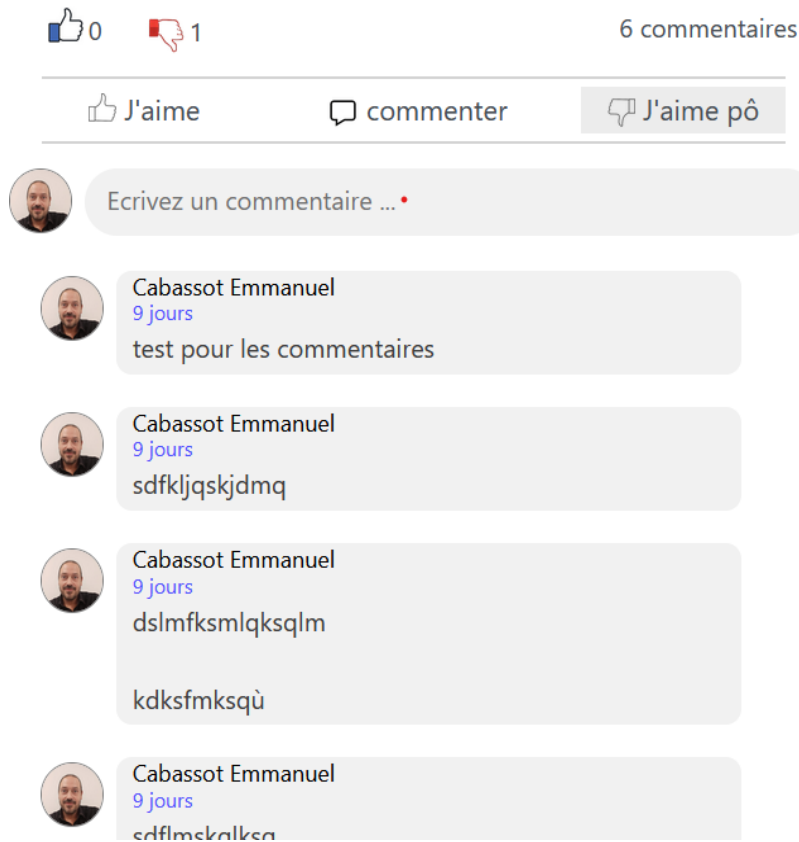 0 1 6 commentaires
J'aime commenter J'aime pô
Ecrivez un commentaire ...
Cabassot Emmanuel
9 jours
test pour les commentaires
Cabassot Emmanuel
9 jours
sdfkljqskjdmq
Cabassot Emmanuel
9 jours
dslmfksmlqksqlm
kdksfmksqù
Cabassot Emmanuel
9 jours